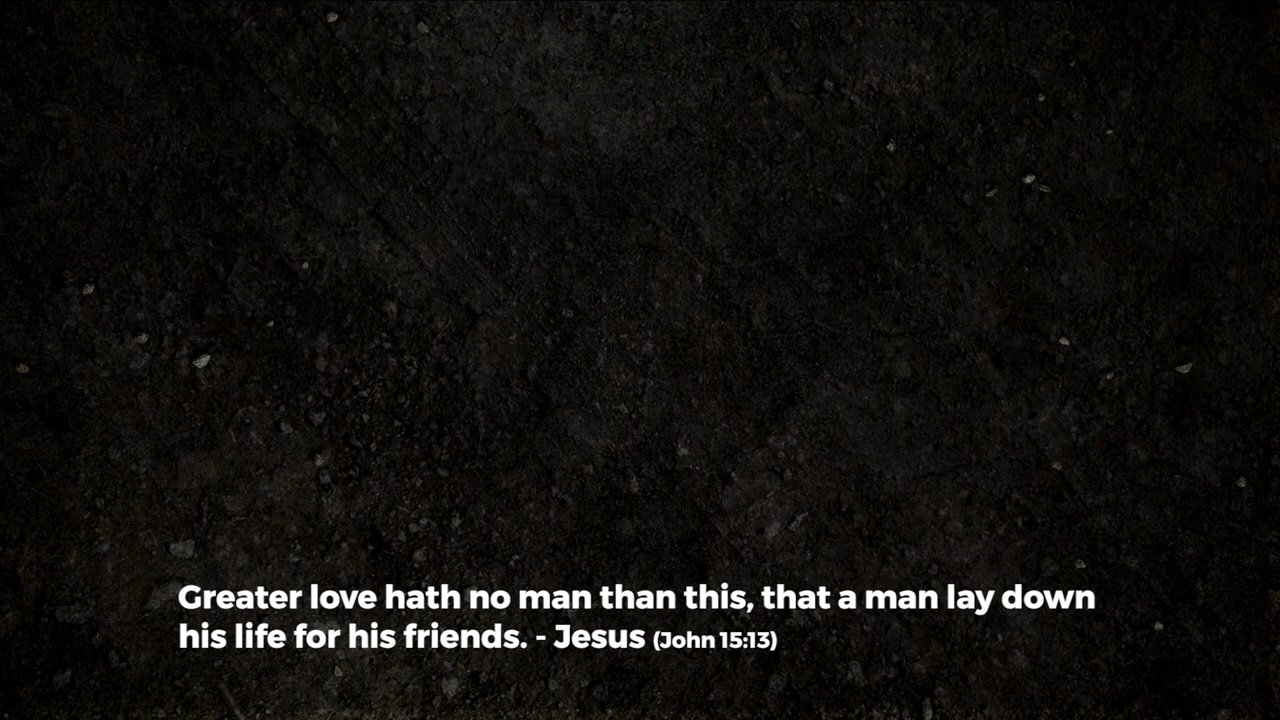 Greater love hath no man than this, that a man lay down
his life for his friends. - Jesus (John 15:13)